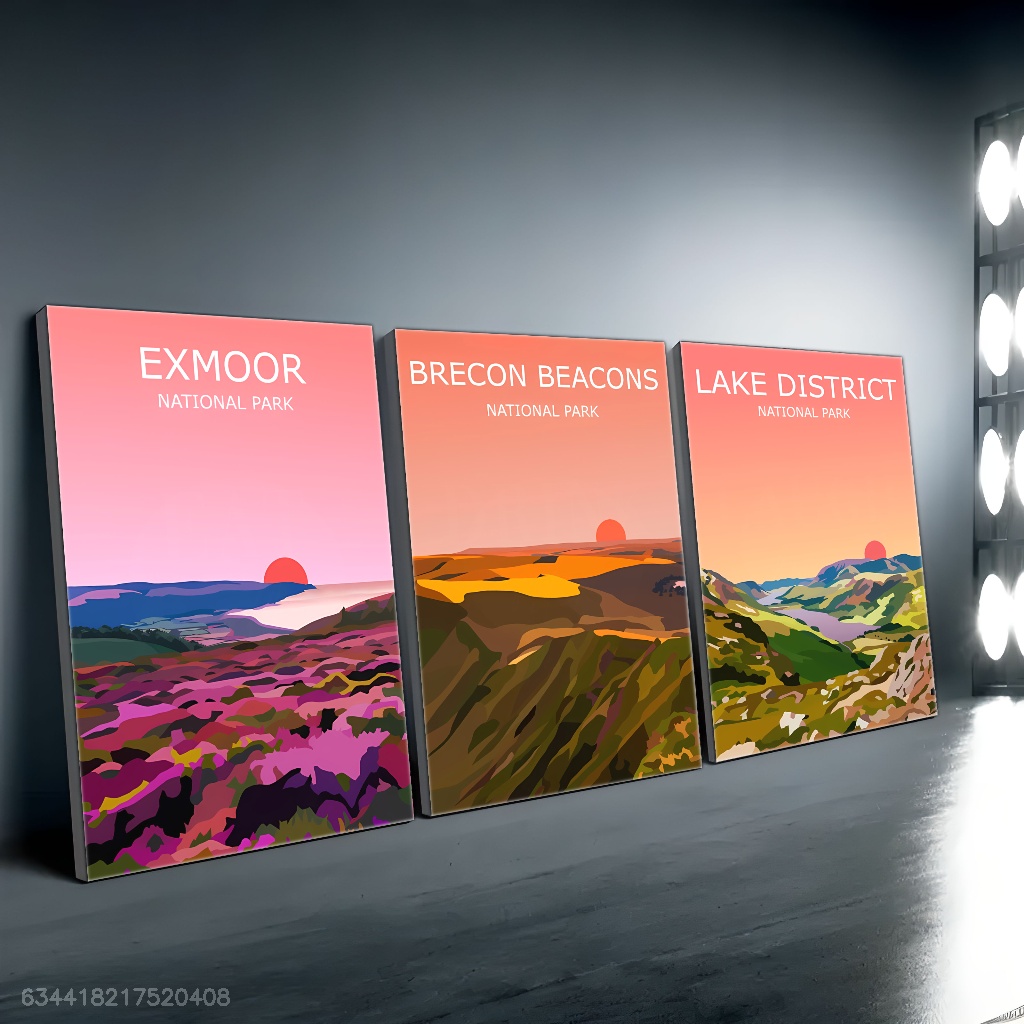 EXMOOR
NATIONAL PARK
BRECON BEACONS
NATIONAL PARK
LAKE DISTRICT
NATIONAL PARK
634418217520408